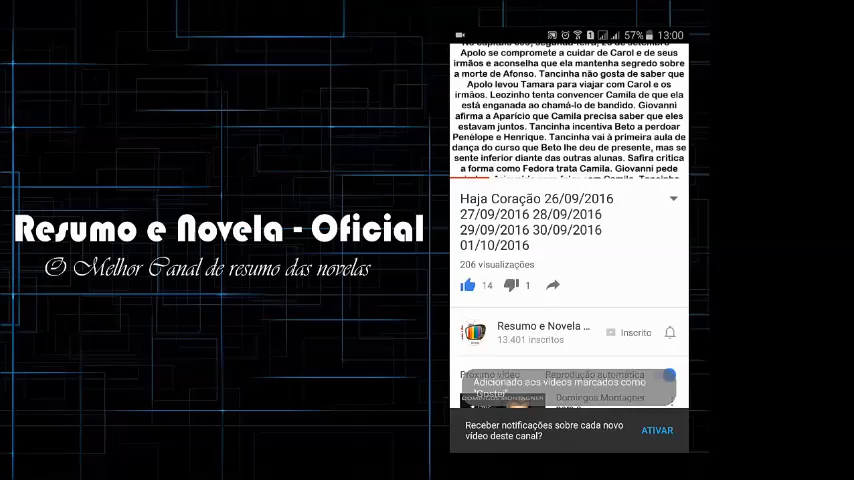 Resumo e Novela - Oficial
O Melhor Canal de resumo das novelas
57% 13:00
Apolo se compromete a cuidar de Carol e de seus
irmãos e aconselha que ela mantenha segredo sobre
a morte de Afonso. Tancinha não gosta de saber que
Apolo levou Tamara para viajar com Carol e os
irmãos. Leozinho tenta convencer Camila de que ela
está enganada ao chamá-lo de bandido. Giovanni
afirma a Aparício que Camila precisa saber que eles
estavam juntos. Tancinha incentiva Beto a perdoar
Penélope e Henrique. Tancinha vai à primeira aula de
dança do curso que Beto lhe deu de presente, mas se
sente inferior diante das outras alunas. Safira critica
a forma como Fedora trata Camila. Giovanni pede
Haja Coração 26/09/2016
27/09/2016 28/09/2016
29/09/2016 30/09/2016
01/10/2016
206 visualizações
14 1
Resumo e Novela ...
Inscrito
13.401 inscritos
Próximo vídeo Reprodução automática
Adicionado aos vídeos marcados como
"Gostei"
DOMINGOS MONTAGNER
Domingos Montagner
Receber notificações sobre cada novo
vídeo deste canal?
ATIVAR